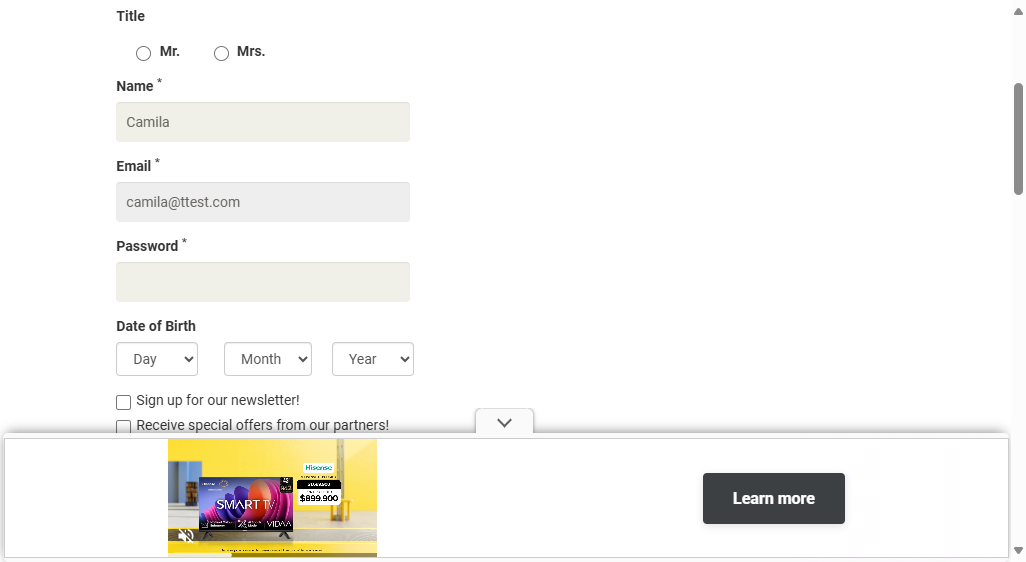 Title
Mr. Mrs.
Name *
Camila
Email *
camila@ttest.com
Password *
Date of Birth
Day Month Year
Sign up for our newsletter!
Receive special offers from our partners!
Hisense
$899.900
SMART TV
VIDAA
Learn more